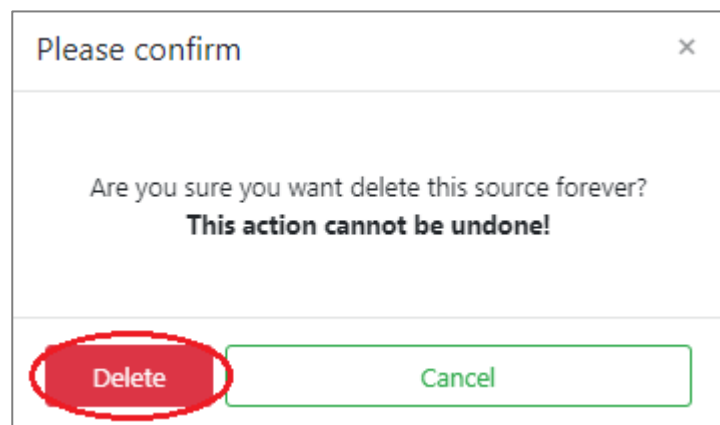 Please confirm ×
Are you sure you want delete this source forever?
This action cannot be undone!
Delete Cancel